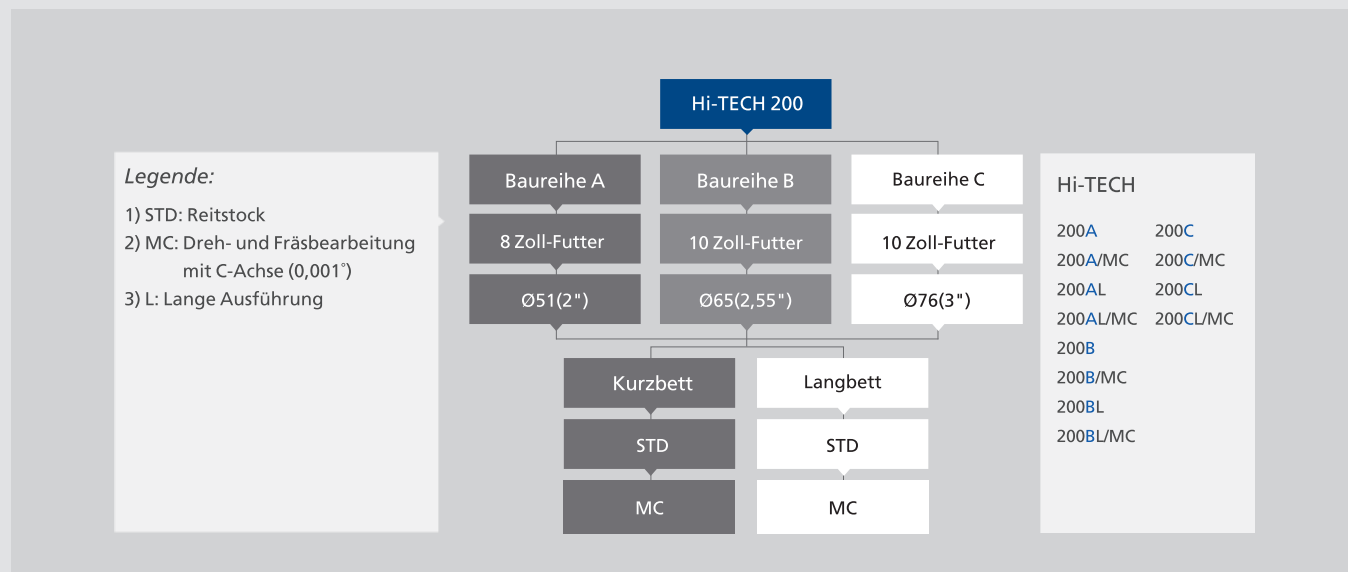 Hi-TECH 200
Legende:
1) STD: Reitstock
2) MC: Dreh- und Fräsbearbeitung
mit C-Achse (0,001°)
3) L: Lange Ausführung
Baureihe A
Baureihe B
Baureihe C
8 Zoll-Futter
10 Zoll-Futter
10 Zoll-Futter
Ø51(2")
Ø65(2,55")
Ø76(3")
Kurzbett
Langbett
STD
STD
MC
MC
Hi-TECH
200A
200A/MC
200AL
200AL/MC
200B
200B/MC
200BL
200BL/MC
200C
200C/MC
200CL
200CL/MC